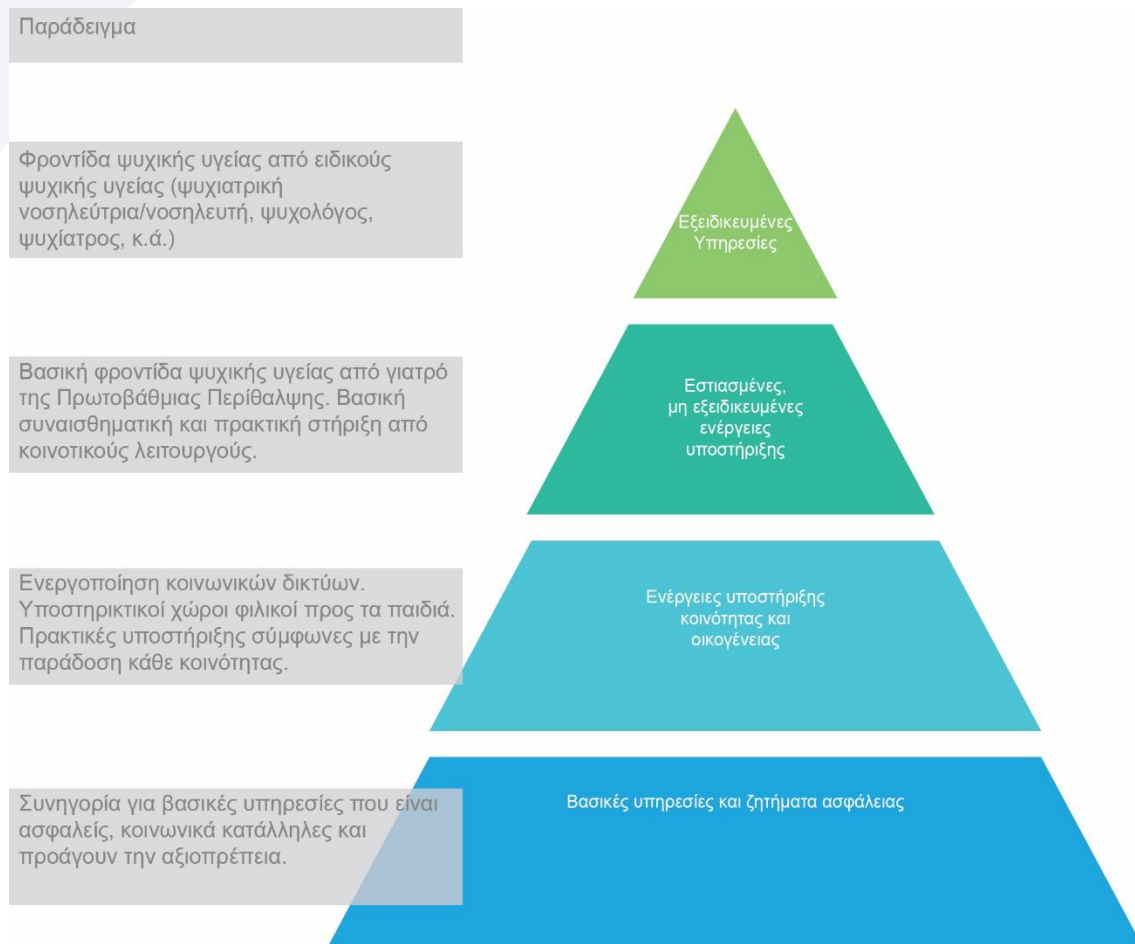 Παράδειγμα
Φροντίδα ψυχικής υγείας από ειδικούς
ψυχικής υγείας (ψυχιατρική
νοσηλεύτρια/νοσηλευτή, ψυχολόγος,
ψυχίατρος, κ.ά.)
Εξειδικευμένες
Υπηρεσίες
Βασική φροντίδα ψυχικής υγείας από γιατρό
της Πρωτοβάθμιας Περίθαλψης. Βασική
συναισθηματική και πρακτική στήριξη από
κοινοτικούς λειτουργούς.
Εστιασμένες,
μη εξειδικευμένες
ενέργειες
υποστήριξης
Ενεργοποίηση κοινωνικών δικτύων.
Υποστηρικτικοί χώροι φιλικοί προς τα παιδιά.
Πρακτικές υποστήριξης σύμφωνες με την
παράδοση κάθε κοινότητας.
Ενέργειες υποστήριξης
κοινότητας και
οικογένειας
Συνηγορία για βασικές υπηρεσίες που είναι
ασφαλείς, κοινωνικά κατάλληλες και
προάγουν την αξιοπρέπεια.
Βασικές υπηρεσίες και ζητήματα ασφάλειας